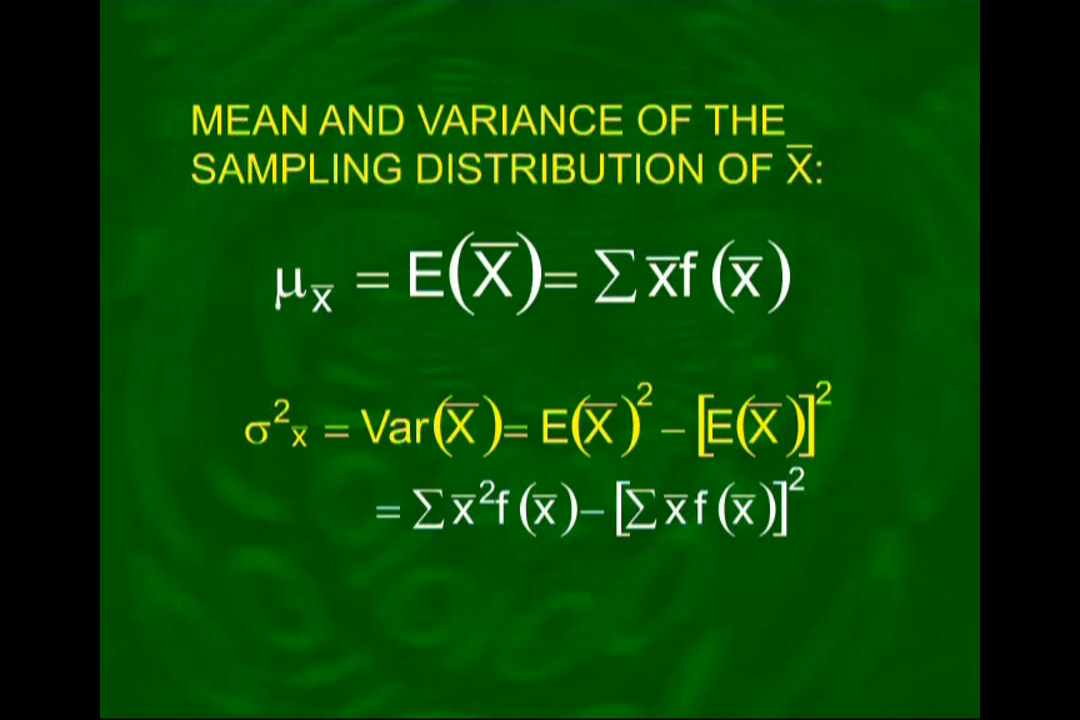 MEAN AND VARIANCE OF THE
SAMPLING DISTRIBUTION OF X̅:
μx̅ = E(X̅)= ∑ x̅f (x̅)
σ²x̅ = Var(X̅)= E(X̅)² – [E(X̅)]²
= ∑ x̅²f (x̅)– [∑ x̅ f (x̅)]²